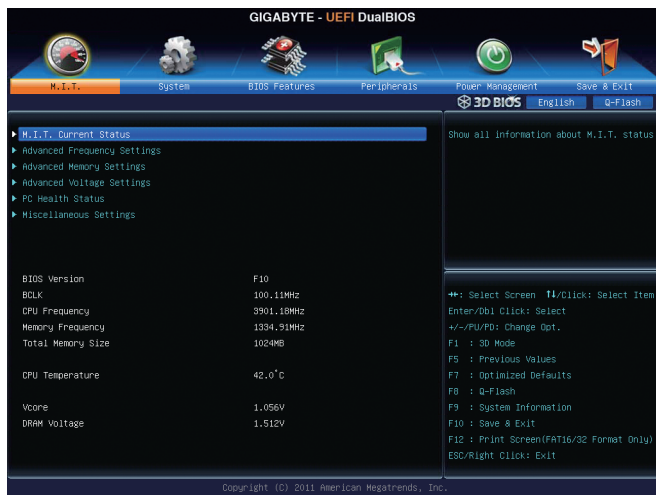 GIGABYTE - UEFI DualBIOS
M.I.T. System BIOS Features Peripherals Power Management Save & Exit
3D BIOS English Q-Flash
M.I.T. Current Status
Advanced Frequency Settings
Advanced Memory Settings
Advanced Voltage Settings
PC Health Status
Miscellaneous Settings
BIOS Version F10
BCLK 100.11MHz
CPU Frequency 3901.18MHz
Memory Frequency 1334.91MHz
Total Memory Size 1024MB
CPU Temperature 42.0°C
Vcore 1.056V
DRAM Voltage 1.512V
Show all information about M.I.T. status
→←: Select Screen ↑↓/Click: Select Item
Enter/Dbl Click: Select
+/-/PU/PD: Change Opt.
F1 : 3D Mode
F5 : Previous Values
F7 : Optimized Defaults
F8 : Q-Flash
F9 : System Information
F10 : Save & Exit
F12 : Print Screen(FAT16/32 Format Only)
ESC/Right Click: Exit
Copyright (C) 2011 American Megatrends, Inc.